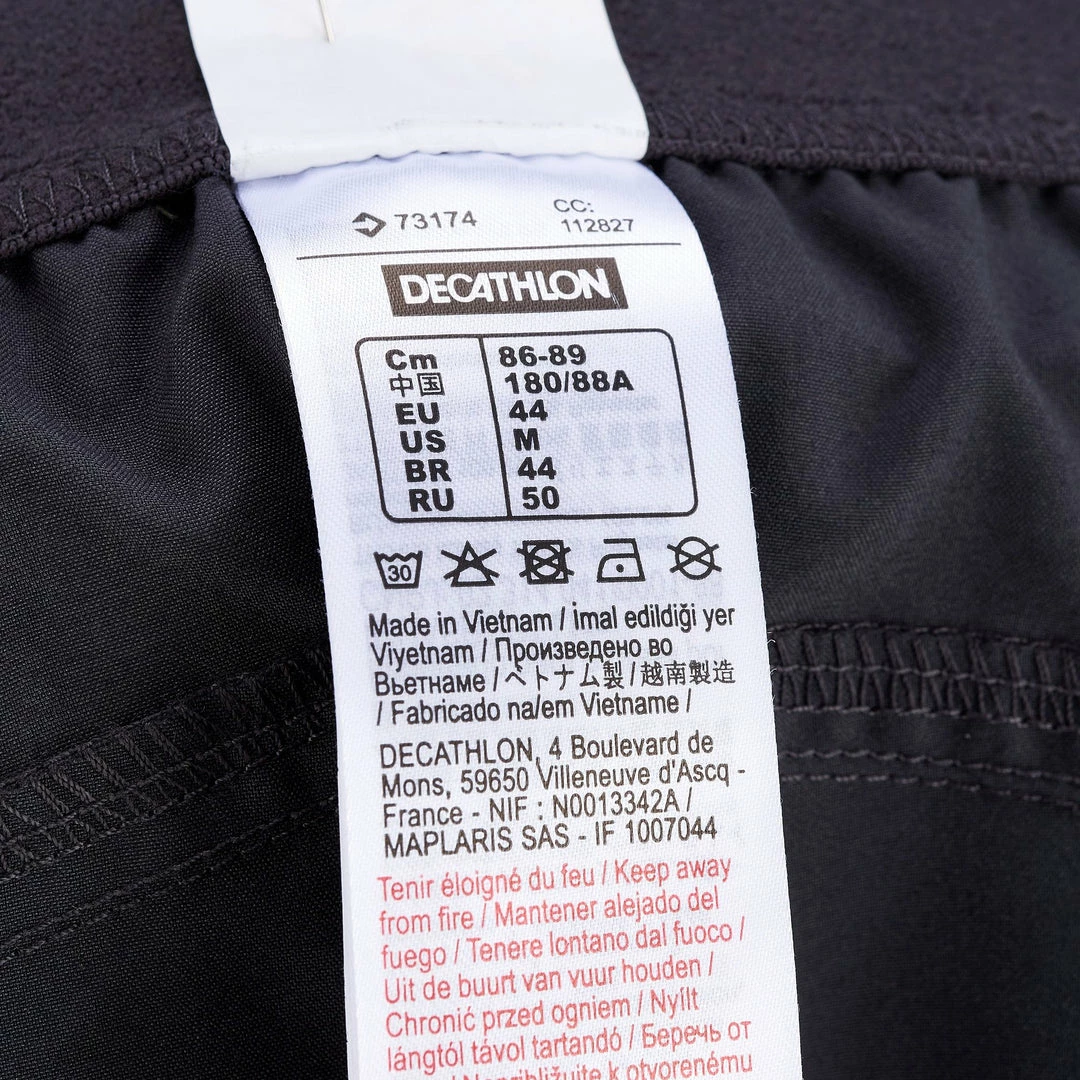 73174 CC: 112827
DECATHLON
Cm 86-89
中国 180/88A
EU 44
US M
BR 44
RU 50
30
Made in Vietnam / İmal edildiği yer
Viyetnam / Произведено во
Вьетнаме / ベトナム製 / 越南製造
/ Fabricado na/em Vietname /
DECATHLON, 4 Boulevard de
Mons, 59650 Villeneuve d'Ascq -
France - NIF : N0013342A /
MAPLARIS SAS - IF 1007044
Tenir éloigné du feu / Keep away
from fire / Mantener alejado del
fuego / Tenere lontano dal fuoco /
Uit de buurt van vuur houden /
Chronić przed ogniem / Nyílt
lángtól távol tartandó / Беречь от
/ Nepribližujte k otvorenému